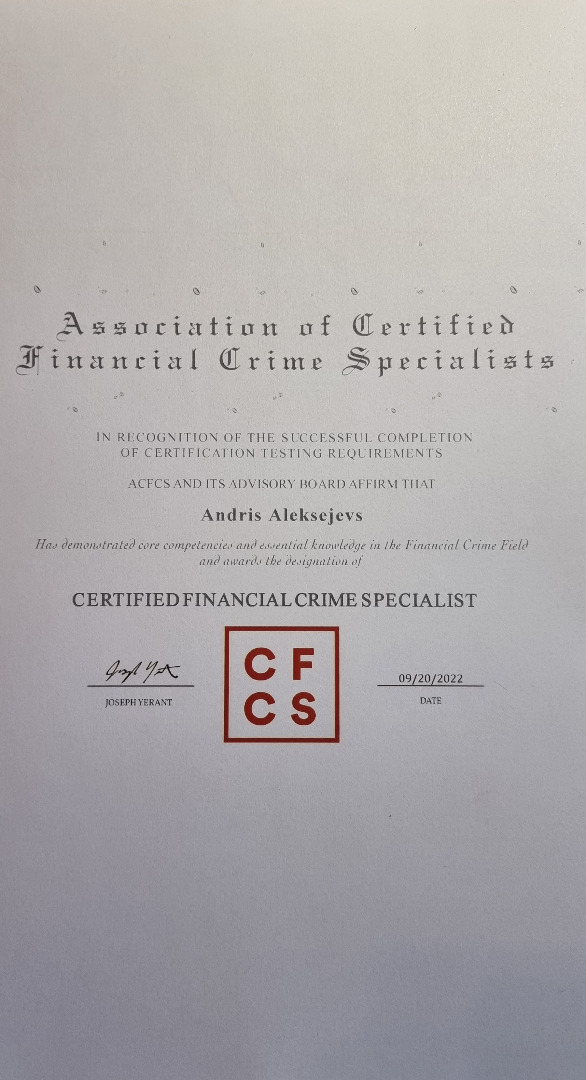 Association of Certified
Financial Crime Specialists
IN RECOGNITION OF THE SUCCESSFUL COMPLETION
OF CERTIFICATION TESTING REQUIREMENTS
ACFCS AND ITS ADVISORY BOARD AFFIRM THAT
Andris Aleksejevs
Has demonstrated core competencies and essential knowledge in the Financial Crime Field
and awards the designation of
CERTIFIED FINANCIAL CRIME SPECIALIST
CF
CS
JOSEPH YERANT
09/20/2022
DATE